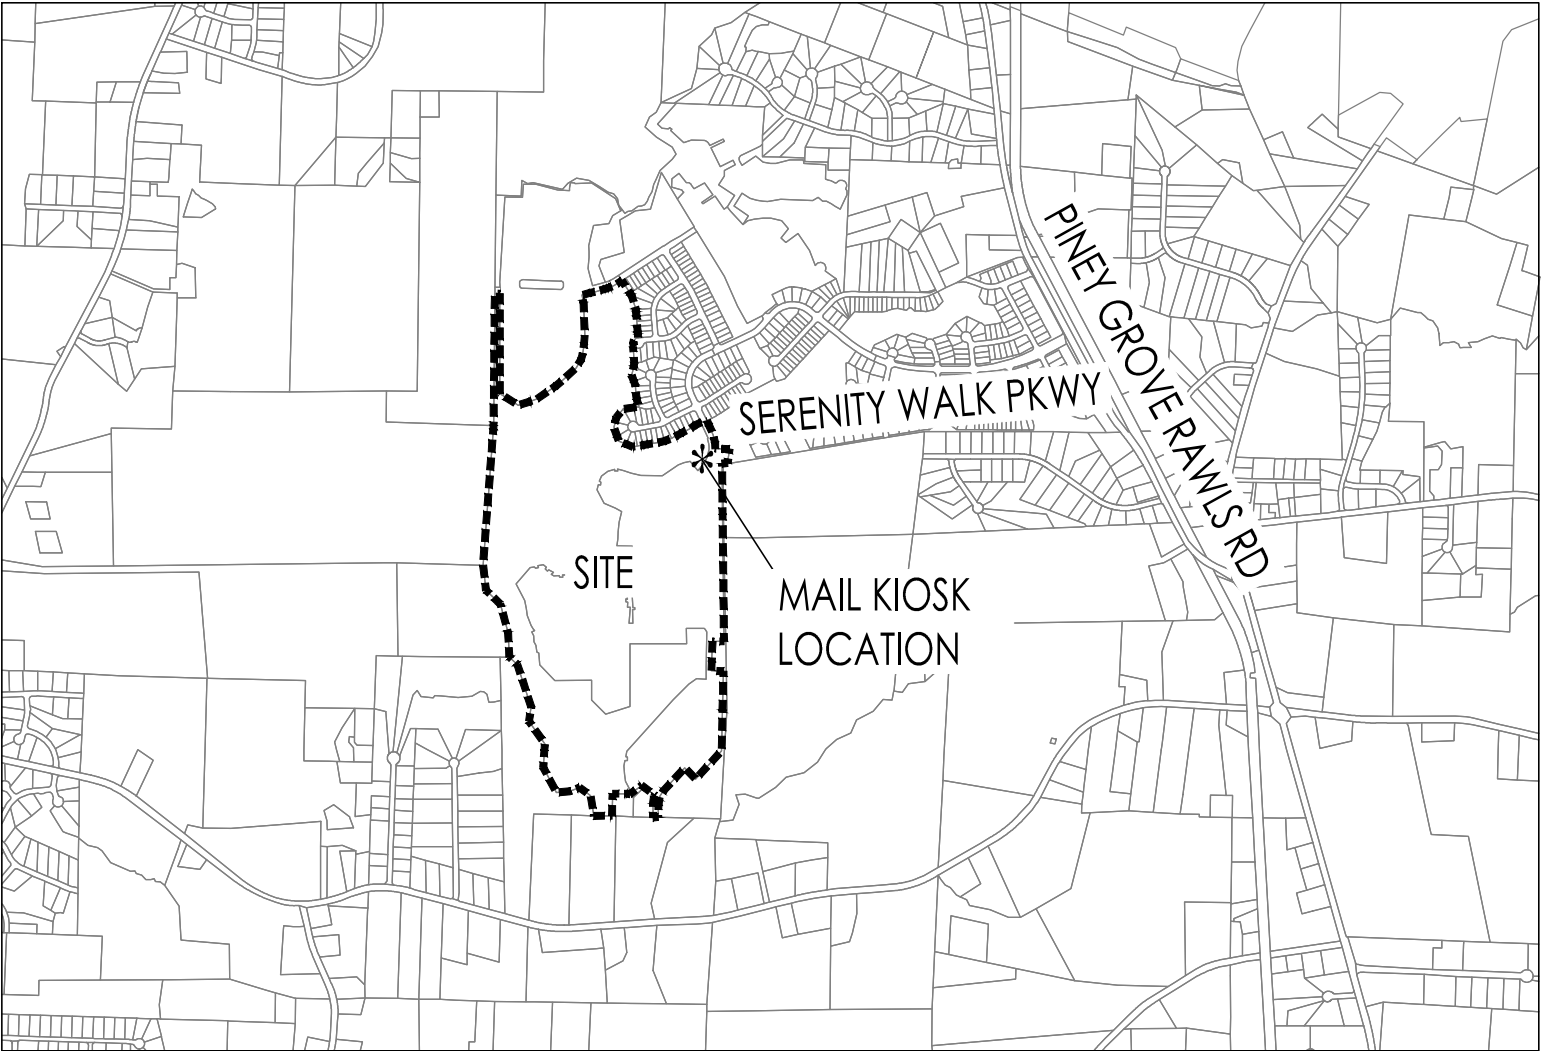 PINEY GROVE RAWLS RD
SERENITY WALK PKWY
SITE
MAIL KIOSK
LOCATION